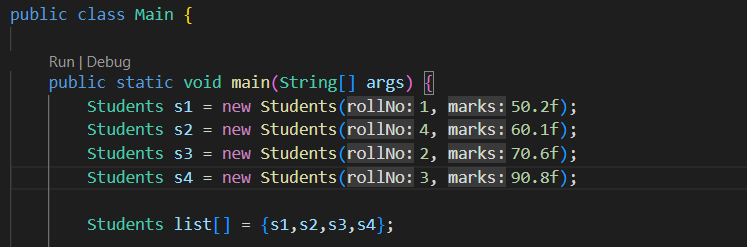 public class Main {
Run | Debug
public static void main(String[] args) {
Students s1 = new Students(rollNo: 1, marks: 50.2f);
Students s2 = new Students(rollNo: 4, marks: 60.1f);
Students s3 = new Students(rollNo: 2, marks: 70.6f);
Students s4 = new Students(rollNo: 3, marks: 90.8f);
Students list[] = {s1,s2,s3,s4};